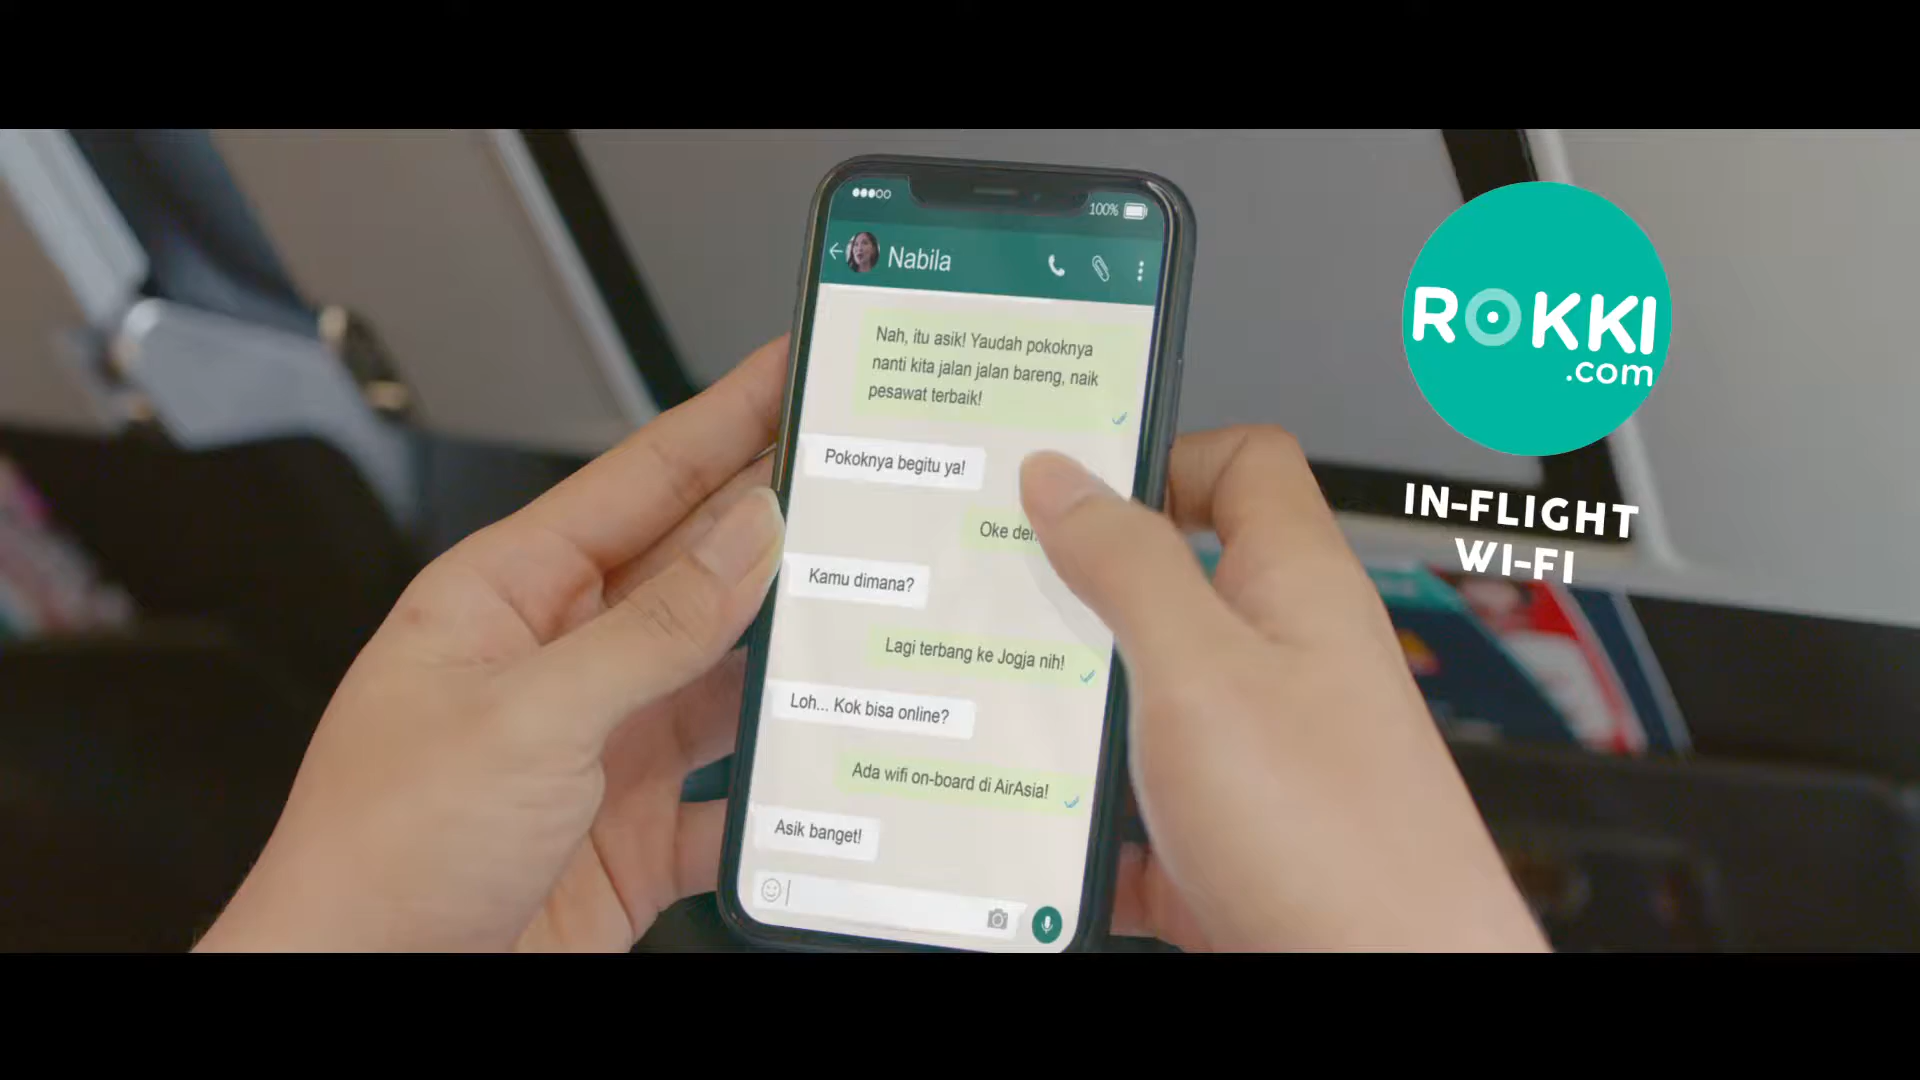 100%
Nabila
Nah, itu asik! Yaudah pokoknya
nanti kita jalan jalan bareng, naik
pesawat terbaik!
Pokoknya begitu ya!
Oke
Kamu dimana?
Lagi terbang ke Jogja nih!
Loh... Kok bisa online?
Ada wifi on-board di AirAsia!
Asik banget!
ROKKI
.com
IN-FLIGHT
WI-FI